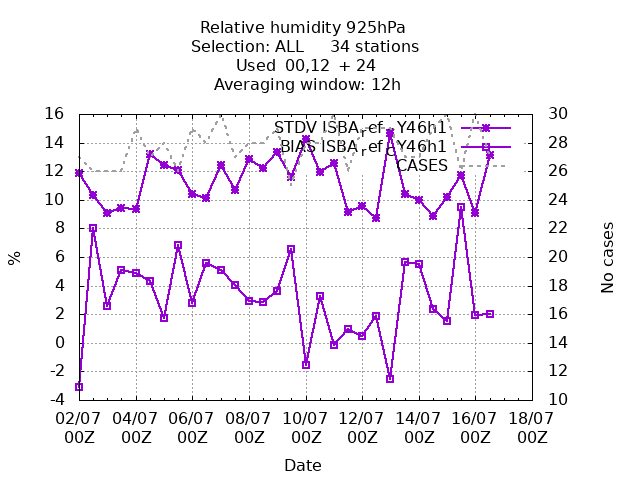 Relative humidity 925hPa
Selection: ALL 34 stations
Used 00,12 + 24
Averaging window: 12h
16
14
12
10
8
6
4
2
0
-2
-4
%
30
28
26
24
22
20
18
16
14
12
10
No cases
STDV ISBA_ref_Y46h1
BIAS ISBA_ref_Y46h1
CASES
02/07 04/07 06/07 08/07 10/07 12/07 14/07 16/07 18/07
00Z 00Z 00Z 00Z 00Z 00Z 00Z 00Z 00Z
Date